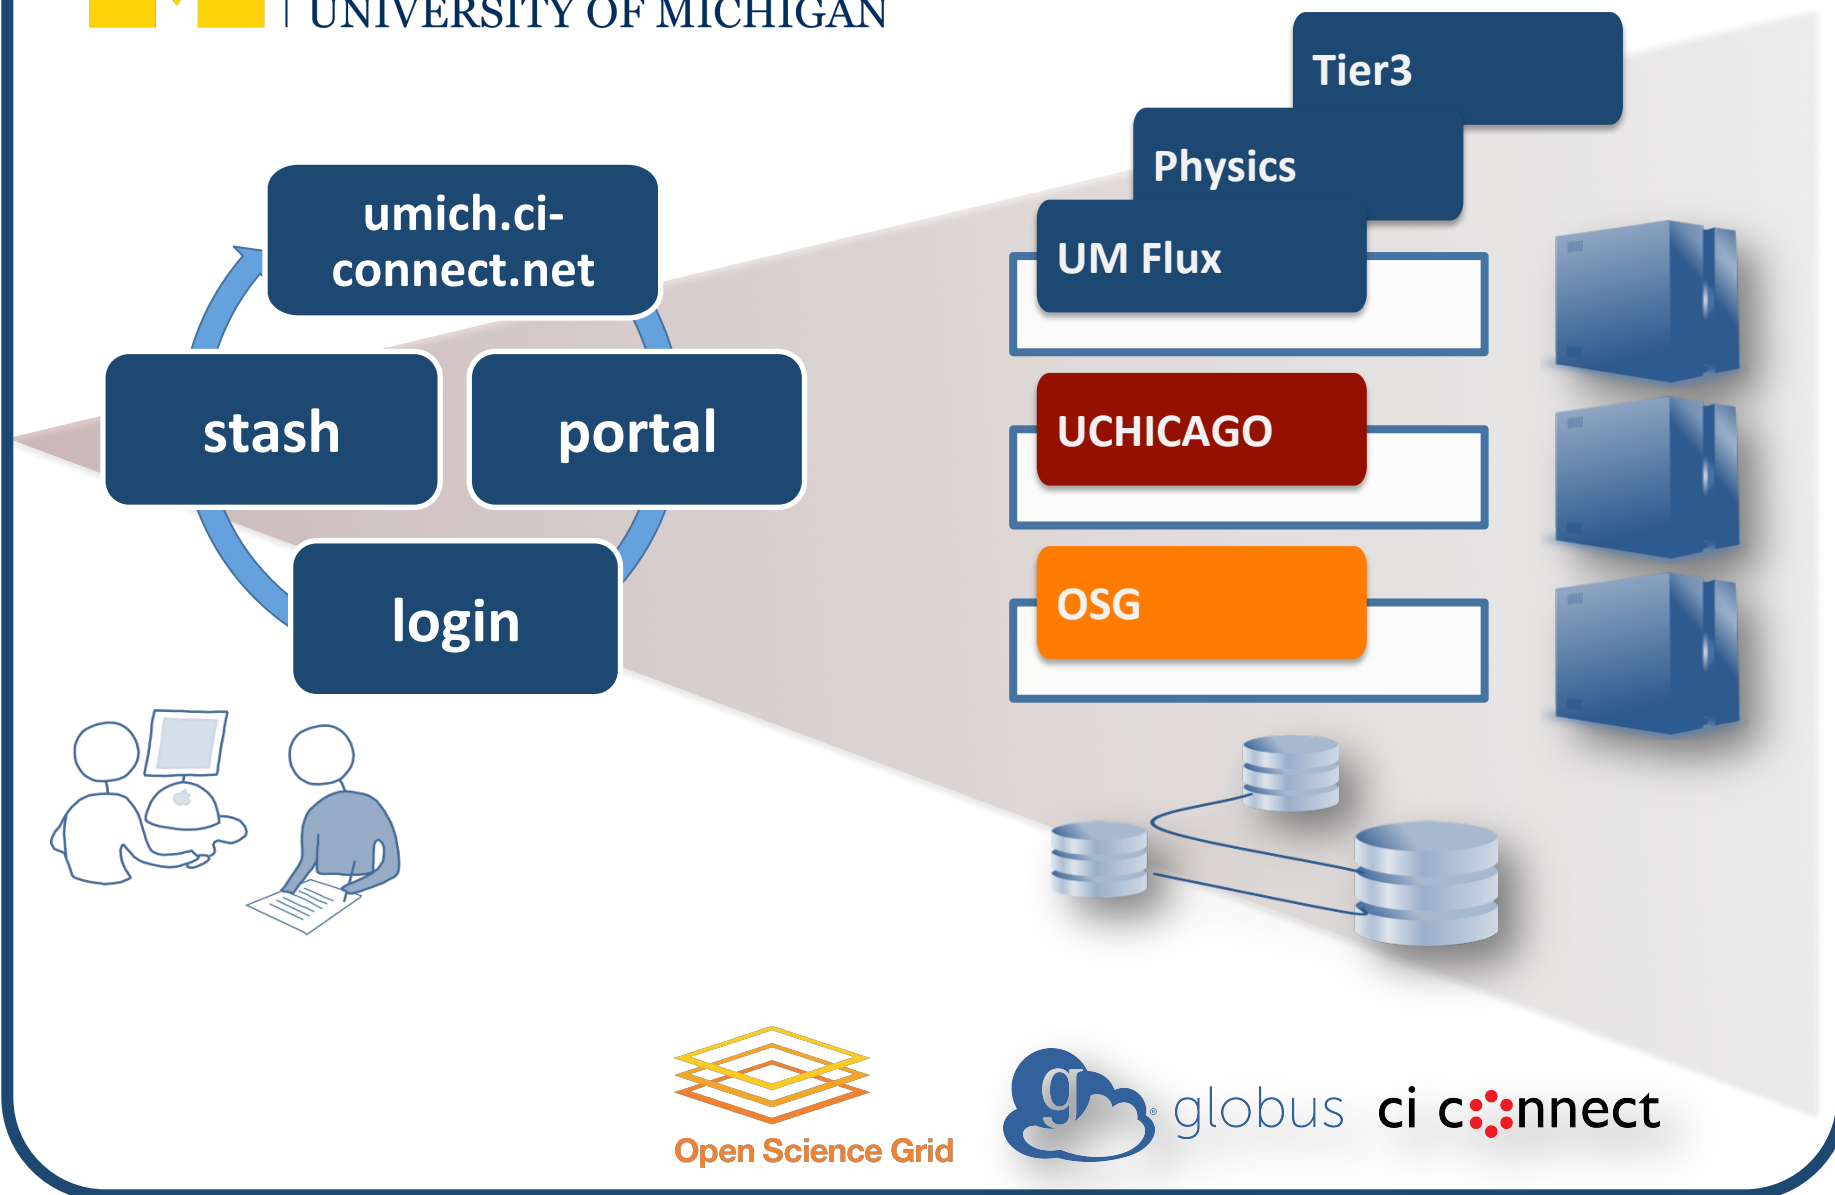 UNIVERSITY OF MICHIGAN
Tier3
Physics
UM Flux
umich.ci-
connect.net
stash
portal
login
UCHICAGO
OSG
Open Science Grid
g
® globus
ci connect